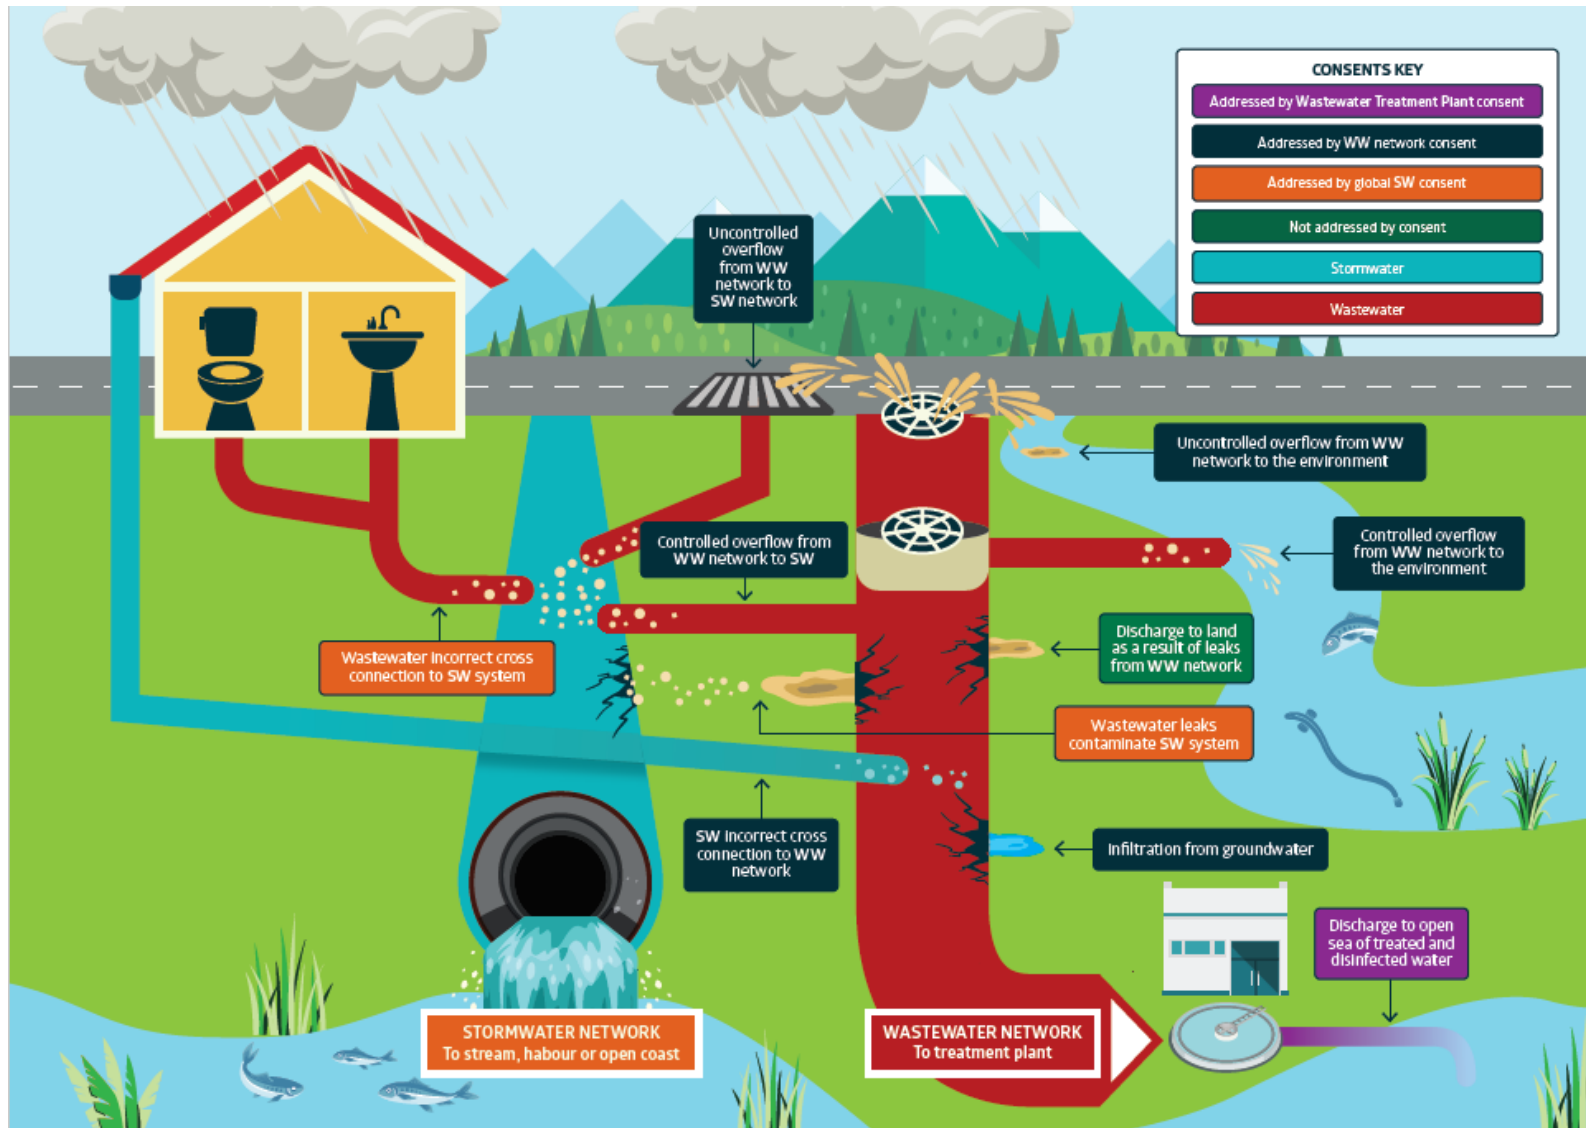 CONSENTS KEY
Addressed by Wastewater Treatment Plant consent
Addressed by WW network consent
Addressed by global SW consent
Not addressed by consent
Stormwater
Wastewater
Uncontrolled
overflow
from WW
network to
SW network
Uncontrolled overflow from WW
network to the environment
Controlled overflow from
WW network to SW
Controlled overflow
from WW network to
the environment
Wastewater incorrect cross
connection to SW system
Discharge to land
as a result of leaks
from WW network
Wastewater leaks
contaminate SW system
SW incorrect cross
connection to WW
network
Infiltration from groundwater
Discharge to open
sea of treated and
disinfected water
STORMWATER NETWORK
To stream, habour or open coast
WASTEWATER NETWORK
To treatment plant